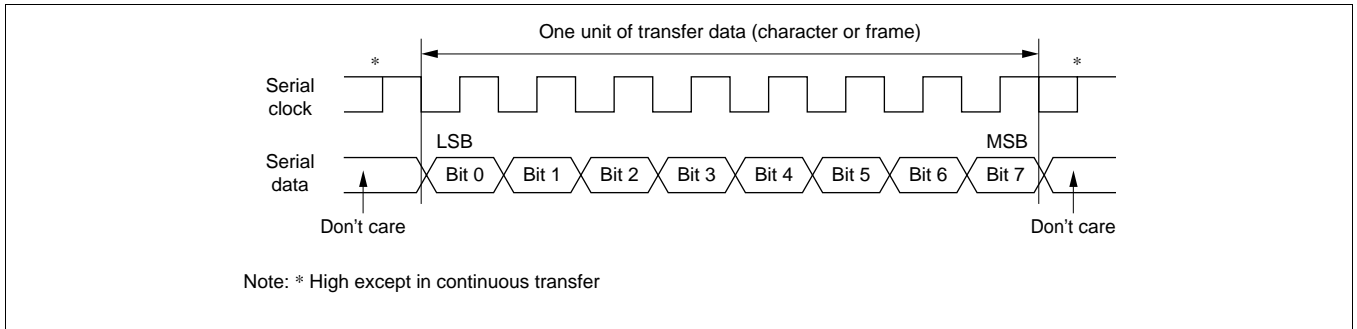 One unit of transfer data (character or frame)
* *
Serial
clock
LSB MSB
Serial
data
Bit 0 Bit 1 Bit 2 Bit 3 Bit 4 Bit 5 Bit 6 Bit 7
Don't care Don't care
Note: * High except in continuous transfer